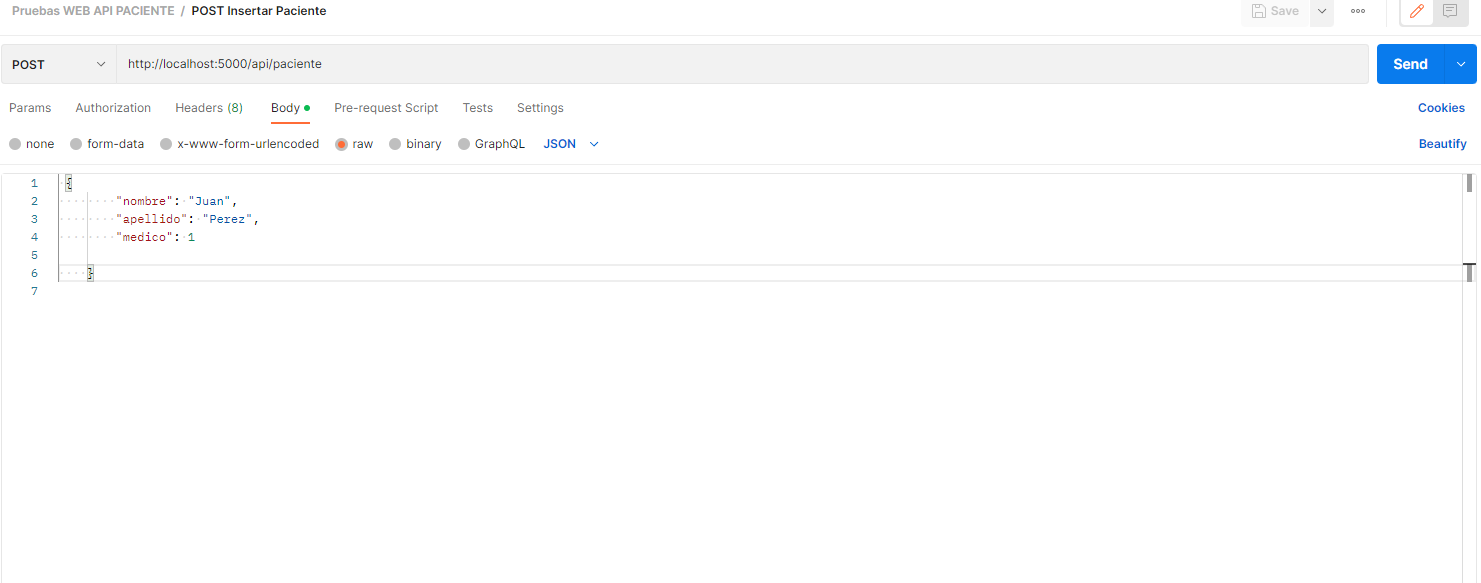 Pruebas WEB API PACIENTE / POST Insertar Paciente Save
POST http://localhost:5000/api/paciente Send
Params Authorization Headers (8) Body Pre-request Script Tests Settings Cookies
none form-data x-www-form-urlencoded raw binary GraphQL JSON Beautify
1 {
2 "nombre": "Juan",
3 "apellido": "Perez",
4 "medico": 1
5
6 }
7